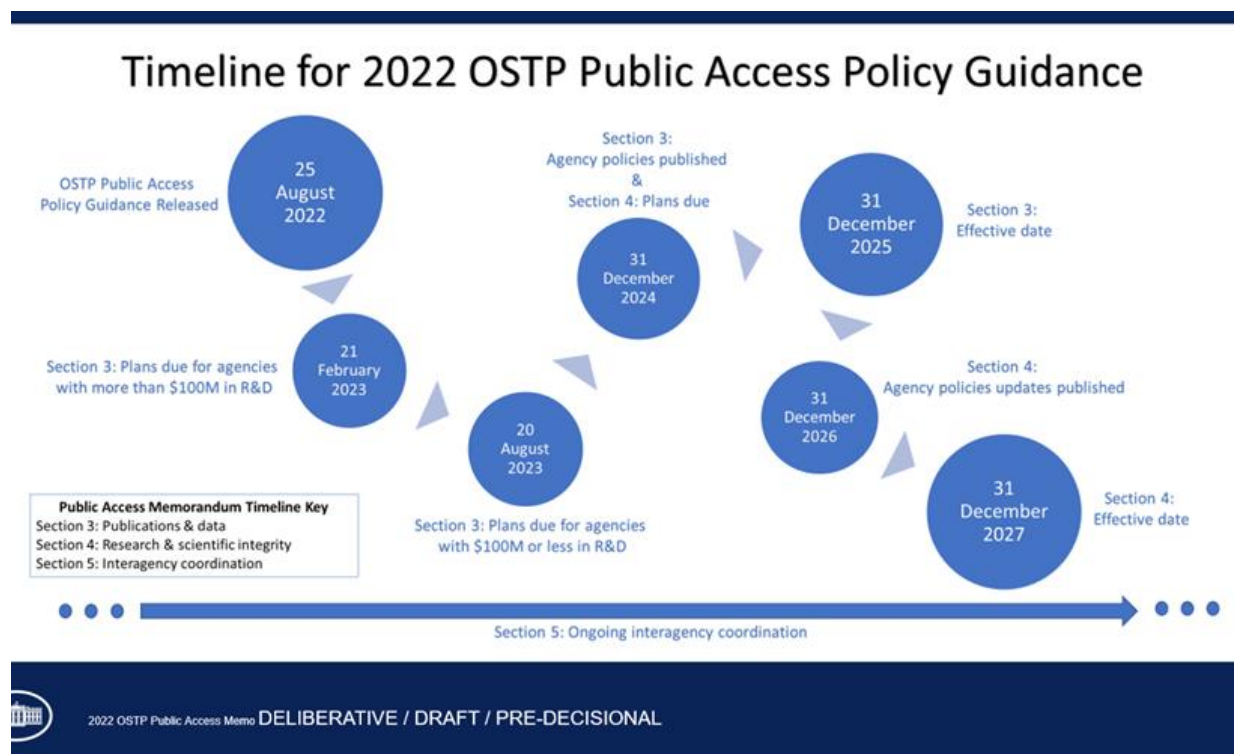 Timeline for 2022 OSTP Public Access Policy Guidance
OSTP Public Access
Policy Guidance Released
25
August
2022
Section 3: Plans due for agencies
with more than $100M in R&D
21
February
2023
20
August
2023
Section 3: Plans due for agencies
with $100M or less in R&D
Section 3:
Agency policies published
&
Section 4: Plans due
31
December
2024
31
December
2025
Section 3:
Effective date
31
December
2026
Section 4:
Agency policies updates published
31
December
2027
Section 4:
Effective date
Public Access Memorandum Timeline Key
Section 3: Publications & data
Section 4: Research & scientific integrity
Section 5: Interagency coordination
Section 5: Ongoing interagency coordination
2022 OSTP Public Access Memo DELIBERATIVE / DRAFT / PRE-DECISIONAL